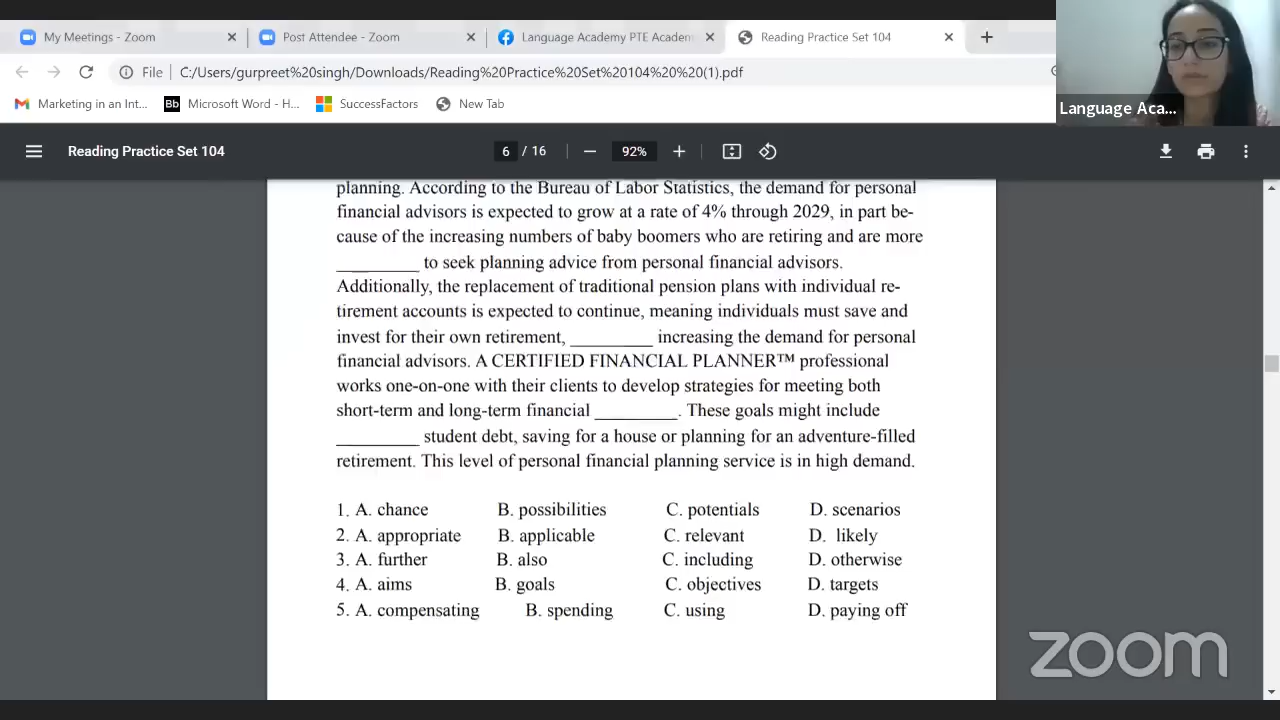 My Meetings - Zoom
Post Attendee - Zoom
Language Academy PTE Academ
Reading Practice Set 104
File C:/Users/gurpreet%20singh/Downloads/Reading%20Practice%20Set%20104%20%20(1).pdf
Marketing in an Int...
Bb Microsoft Word - H...
SuccessFactors
New Tab
Language Aca...
Reading Practice Set 104
6 / 16
92%
planning. According to the Bureau of Labor Statistics, the demand for personal
financial advisors is expected to grow at a rate of 4% through 2029, in part be-
cause of the increasing numbers of baby boomers who are retiring and are more
_________ to seek planning advice from personal financial advisors.
Additionally, the replacement of traditional pension plans with individual re-
tirement accounts is expected to continue, meaning individuals must save and
invest for their own retirement, _________ increasing the demand for personal
financial advisors. A CERTIFIED FINANCIAL PLANNER™ professional
works one-on-one with their clients to develop strategies for meeting both
short-term and long-term financial _________. These goals might include
_________ student debt, saving for a house or planning for an adventure-filled
retirement. This level of personal financial planning service is in high demand.
1. A. chance B. possibilities C. potentials D. scenarios
2. A. appropriate B. applicable C. relevant D. likely
3. A. further B. also C. including D. otherwise
4. A. aims B. goals C. objectives D. targets
5. A. compensating B. spending C. using D. paying off
zoom